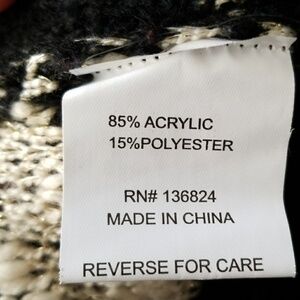 85% ACRYLIC
15%POLYESTER
RN# 136824
MADE IN CHINA
REVERSE FOR CARE